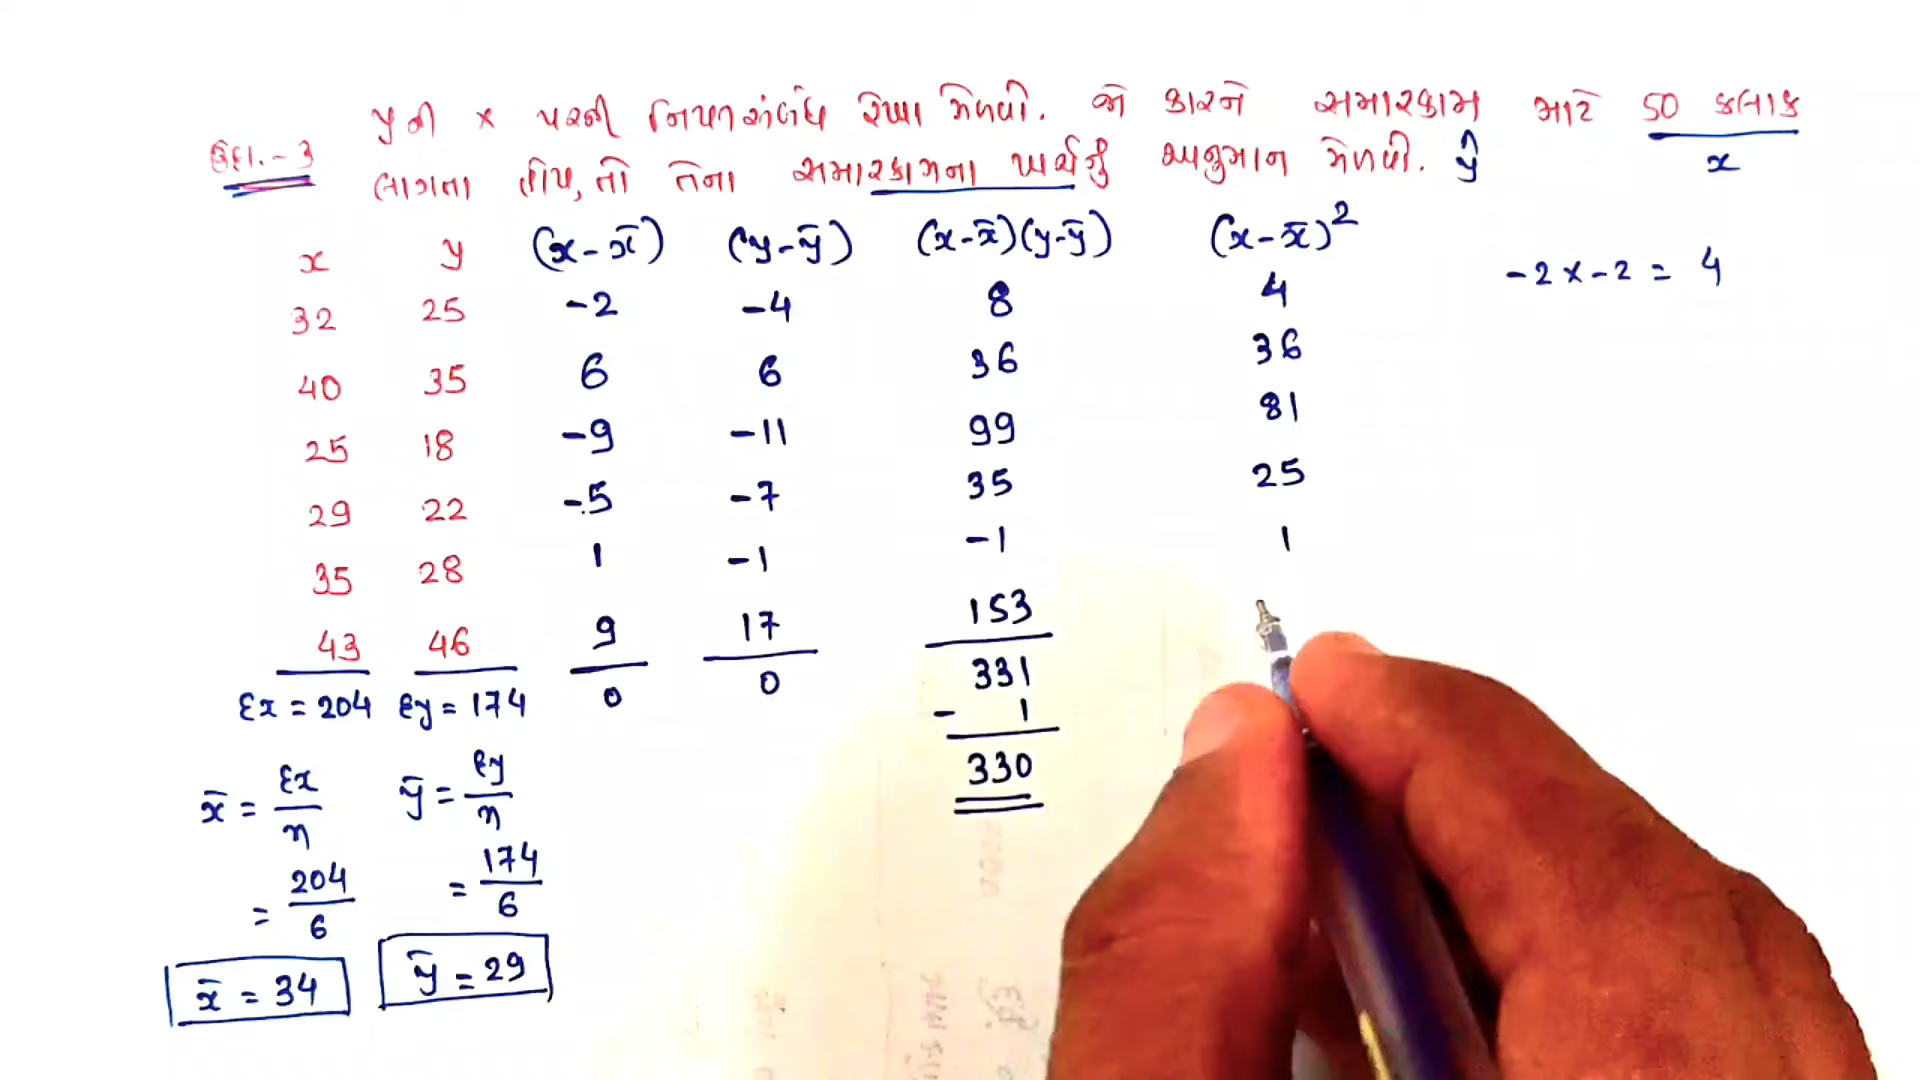 ઉદા.-3 yની x પરની નિયતસંબંધ રેખા મેળવો. જો કારને સમારકામ માટે 50 કલાક
લાગતા હોય, તો તેના સમારકામના ખર્ચનું અનુમાન મેળવો. ŷ x
x y (x-x̄) (y-ȳ) (x-x̄)(y-ȳ) (x-x̄)²
32 25 -2 -4 8 4 -2×-2 = 4
40 35 6 6 36 36
25 18 -9 -11 99 81
29 22 -5 -7 35 25
35 28 1 -1 -1 1
43 46 9 17 153
Σx = 204 Σy = 174 0 0 331
- 1
330
x̄ = Σx/n ȳ = Σy/n
= 204/6 = 174/6
x̄ = 34 ȳ = 29